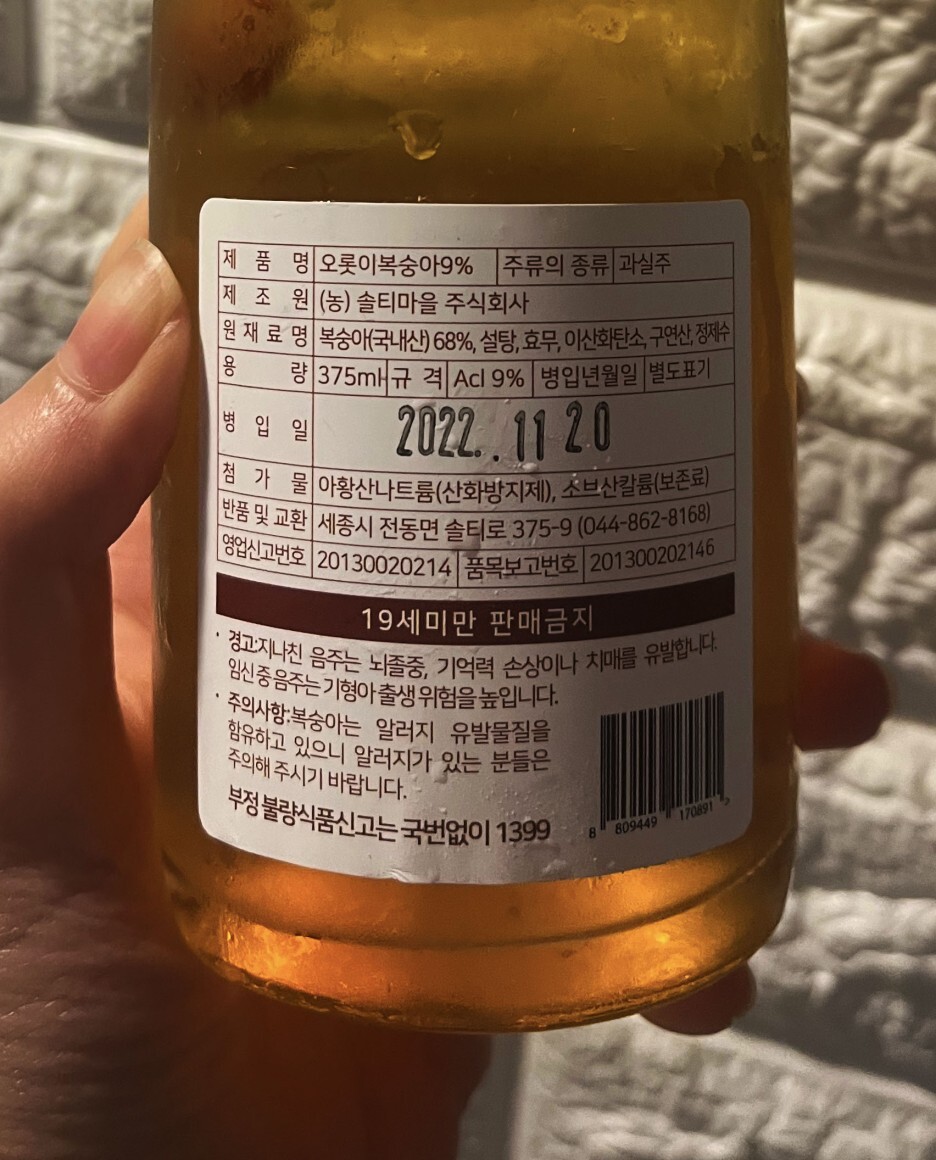 제 품 명 오롯이복숭아9% 주류의 종류 과실주
제 조 원 (농) 솔티마을 주식회사
원 재 료 명 복숭아(국내산) 68%, 설탕, 효무, 이산화탄소, 구연산, 정제수
용 량 375ml 규 격 Acl 9% 병입년월일 별도표기
병 입 일 2022. 11 20
첨 가 물 아황산나트륨(산화방지제), 소브산칼륨(보존료)
반품 및 교환 세종시 전동면 솔티로 375-9 (044-862-8168)
영업신고번호 20130020214 품목보고번호 201300202146
19세미만 판매금지
· 경고:지나친 음주는 뇌졸중, 기억력 손상이나 치매를 유발합니다.
임신 중 음주는 기형아 출생 위험을 높입니다.
· 주의사항:복숭아는 알러지 유발물질을
함유하고 있으니 알러지가 있는 분들은
주의해 주시기 바랍니다.
부정 불량식품신고는 국번없이 1399
8 809449 170891 >